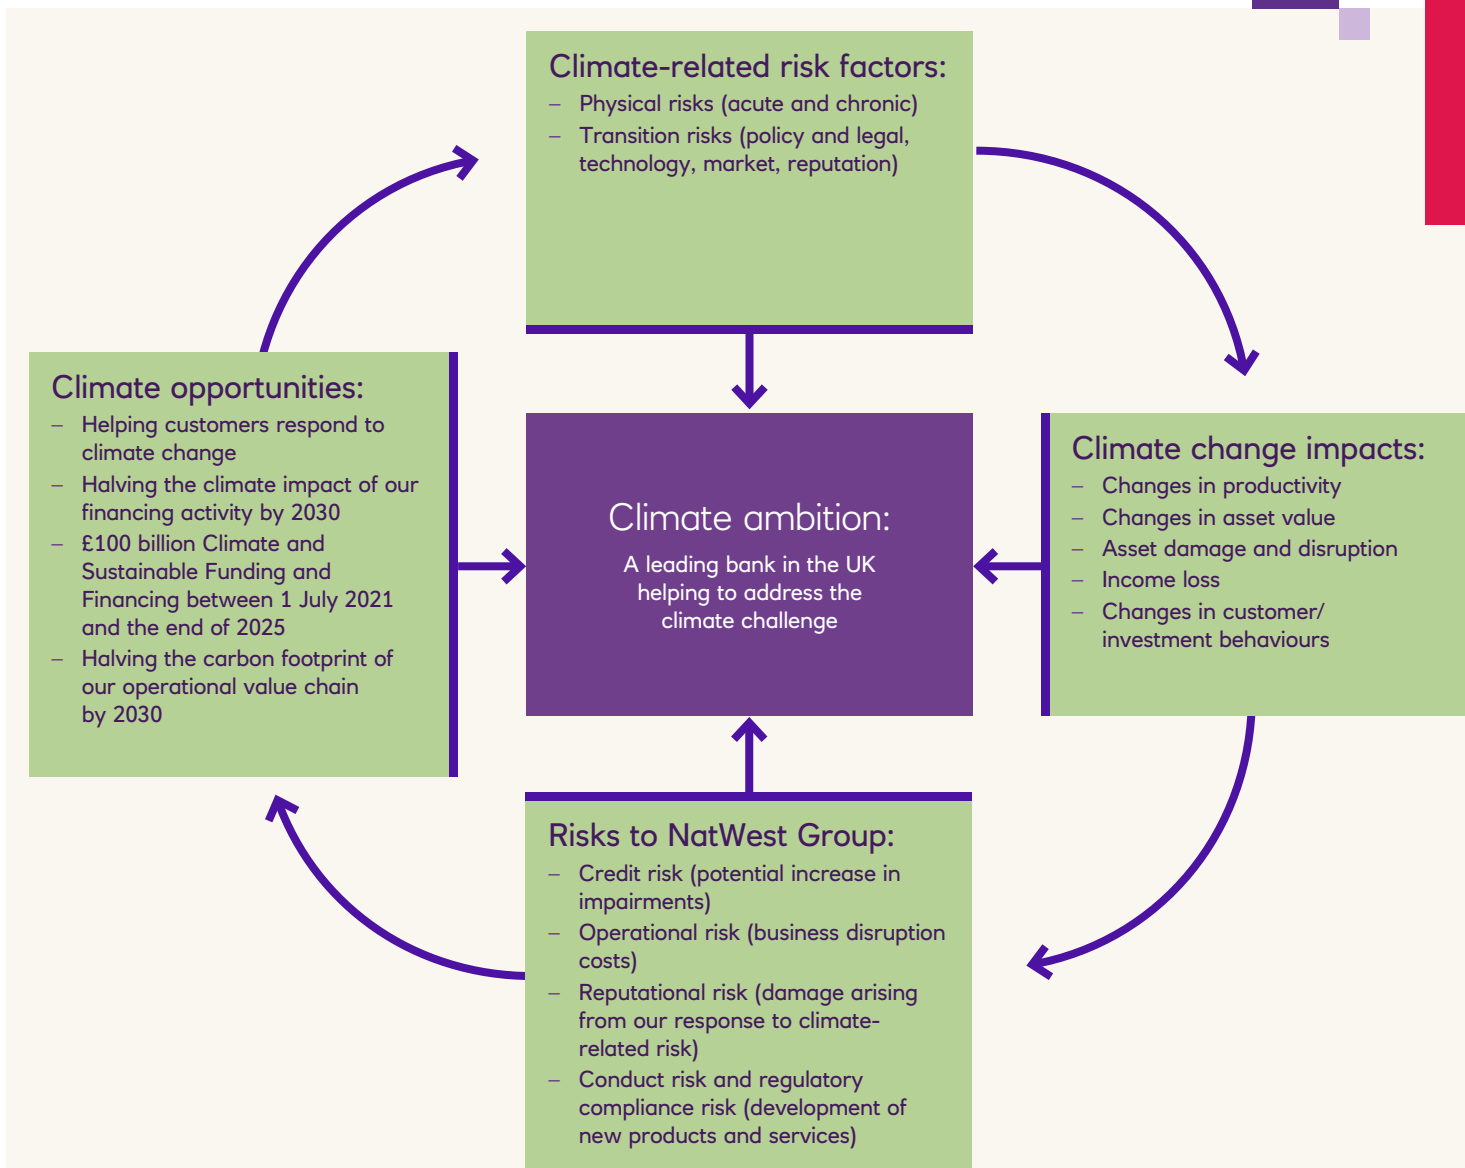 Climate-related risk factors:
– Physical risks (acute and chronic)
– Transition risks (policy and legal,
technology, market, reputation)
Climate opportunities:
– Helping customers respond to
climate change
– Halving the climate impact of our
financing activity by 2030
– £100 billion Climate and
Sustainable Funding and
Financing between 1 July 2021
and the end of 2025
– Halving the carbon footprint of
our operational value chain
by 2030
Climate ambition:
A leading bank in the UK
helping to address the
climate challenge
Climate change impacts:
– Changes in productivity
– Changes in asset value
– Asset damage and disruption
– Income loss
– Changes in customer/
investment behaviours
Risks to NatWest Group:
– Credit risk (potential increase in
impairments)
– Operational risk (business disruption
costs)
– Reputational risk (damage arising
from our response to climate-
related risk)
– Conduct risk and regulatory
compliance risk (development of
new products and services)